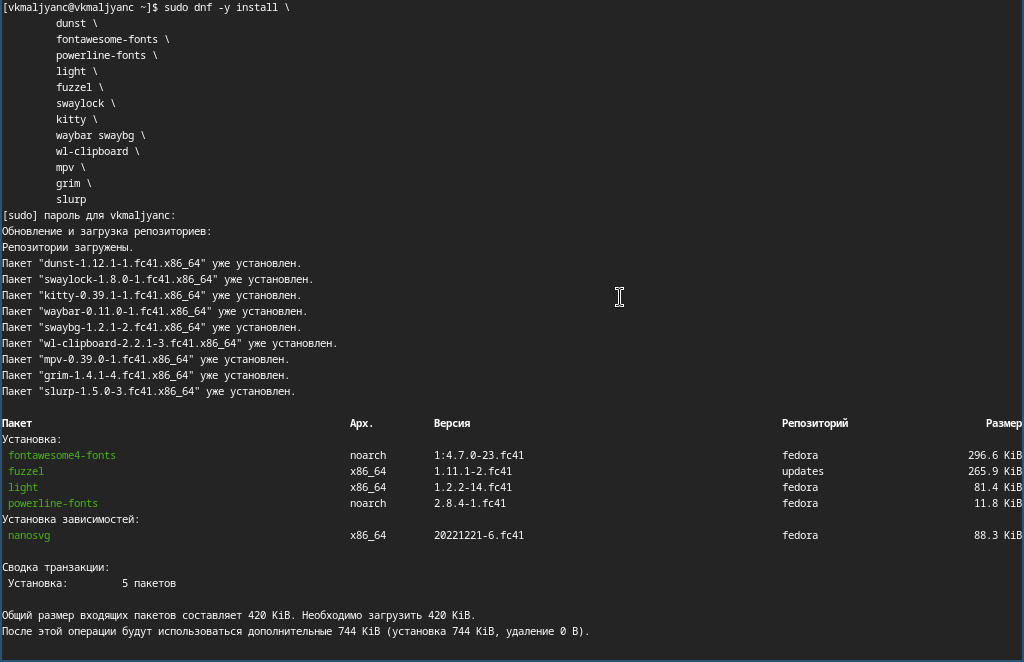 [vkmaljyanc@vkmaljyanc ~]$ sudo dnf -y install \
dunst \
fontawesome-fonts \
powerline-fonts \
light \
fuzzel \
swaylock \
kitty \
waybar swaybg \
wl-clipboard \
mpv \
grim \
slurp
[sudo] пароль для vkmaljyanc:
Обновление и загрузка репозиториев:
Репозитории загружены.
Пакет "dunst-1.12.1-1.fc41.x86_64" уже установлен.
Пакет "swaylock-1.8.0-1.fc41.x86_64" уже установлен.
Пакет "kitty-0.39.1-1.fc41.x86_64" уже установлен.
Пакет "waybar-0.11.0-1.fc41.x86_64" уже установлен.
Пакет "swaybg-1.2.1-2.fc41.x86_64" уже установлен.
Пакет "wl-clipboard-2.2.1-3.fc41.x86_64" уже установлен.
Пакет "mpv-0.39.0-1.fc41.x86_64" уже установлен.
Пакет "grim-1.4.1-4.fc41.x86_64" уже установлен.
Пакет "slurp-1.5.0-3.fc41.x86_64" уже установлен.
Пакет Арх. Версия Репозиторий Размер
Установка:
fontawesome4-fonts noarch 1:4.7.0-23.fc41 fedora 296.6 KiB
fuzzel x86_64 1.11.1-2.fc41 updates 265.9 KiB
light x86_64 1.2.2-14.fc41 fedora 81.4 KiB
powerline-fonts noarch 2.8.4-1.fc41 fedora 11.8 KiB
Установка зависимостей:
nanosvg x86_64 20221221-6.fc41 fedora 88.3 KiB
Сводка транзакции:
Установка: 5 пакетов
Общий размер входящих пакетов составляет 420 KiB. Необходимо загрузить 420 KiB.
После этой операции будут использоваться дополнительные 744 KiB (установка 744 KiB, удаление 0 B).